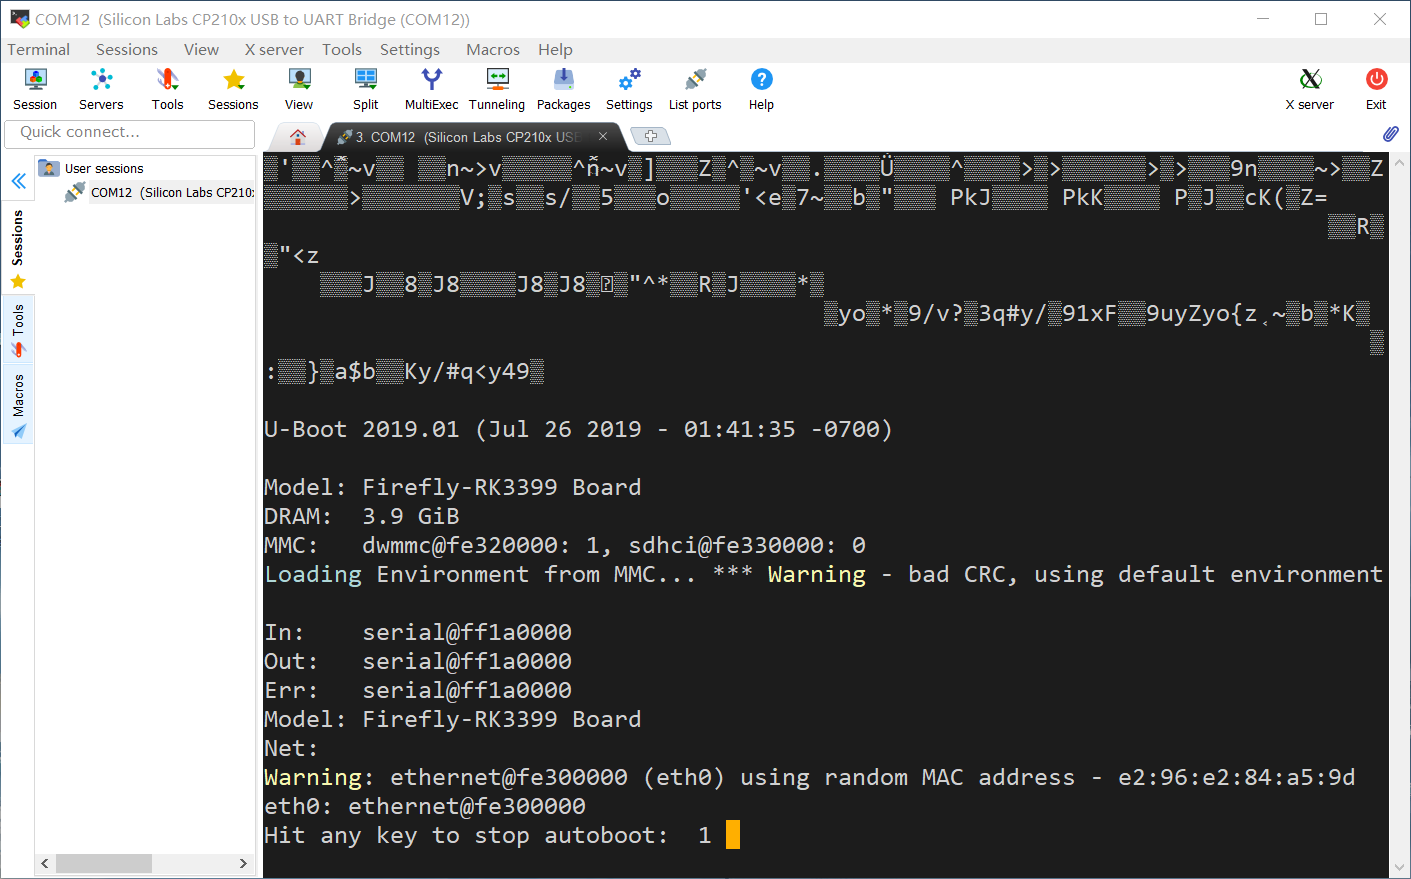 COM12 (Silicon Labs CP210x USB to UART Bridge (COM12))
Terminal Sessions View X server Tools Settings Macros Help
Session Servers Tools Sessions View Split MultiExec Tunneling Packages Settings List ports Help X server Exit
Quick connect...
3. COM12 (Silicon Labs CP210x USB
User sessions
COM12 (Silicon Labs CP210x
Sessions
Tools
Macros
U-Boot 2019.01 (Jul 26 2019 - 01:41:35 -0700)
Model: Firefly-RK3399 Board
DRAM: 3.9 GiB
MMC: dwmmc@fe320000: 1, sdhci@fe330000: 0
Loading Environment from MMC... *** Warning - bad CRC, using default environment
In: serial@ff1a0000
Out: serial@ff1a0000
Err: serial@ff1a0000
Model: Firefly-RK3399 Board
Net:
Warning: ethernet@fe300000 (eth0) using random MAC address - e2:96:e2:84:a5:9d
eth0: ethernet@fe300000
Hit any key to stop autoboot: 1